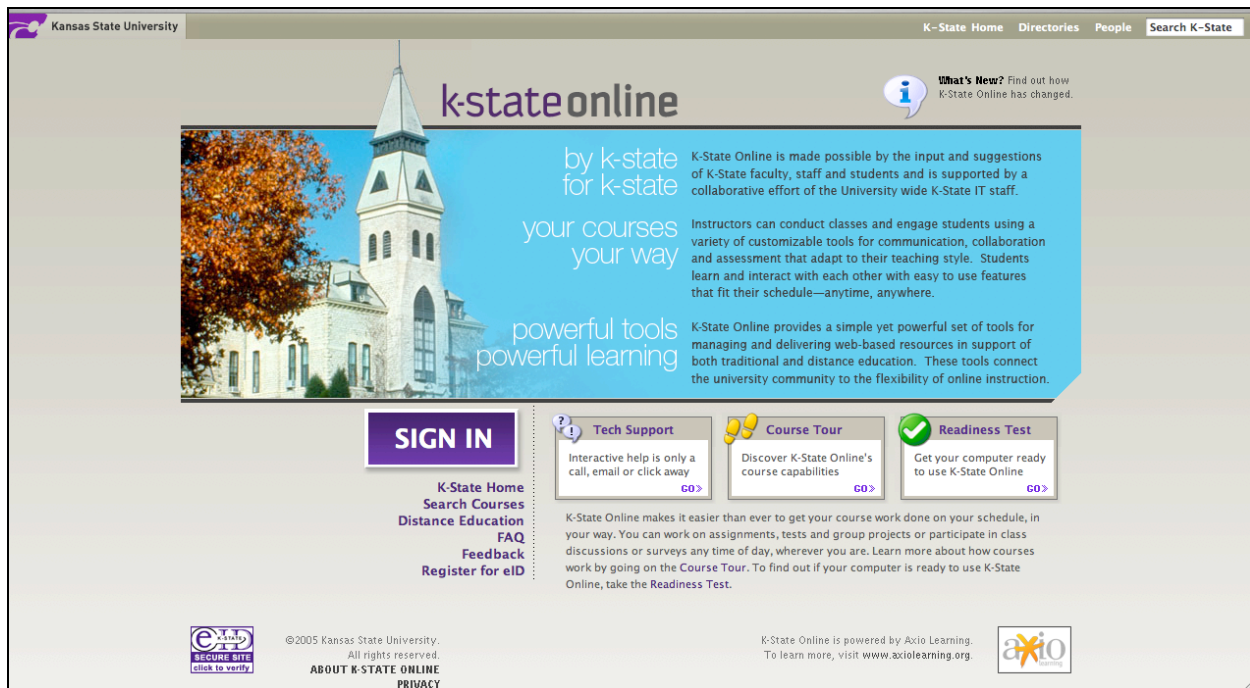 Kansas State University
K-State Home Directories People Search K-State
k-state online
What's New? Find out how
K-State Online has changed.
by k-state
for k-state
K-State Online is made possible by the input and suggestions
of K-State faculty, staff and students and is supported by a
collaborative effort of the University wide K-State IT staff.
your courses
your way
Instructors can conduct classes and engage students using a
variety of customizable tools for communication, collaboration
and assessment that adapt to their teaching style. Students
learn and interact with each other with easy to use features
that fit their schedule—anytime, anywhere.
powerful tools
powerful learning
K-State Online provides a simple yet powerful set of tools for
managing and delivering web-based resources in support of
both traditional and distance education. These tools connect
the university community to the flexibility of online instruction.
SIGN IN
K-State Home
Search Courses
Distance Education
FAQ
Feedback
Register for eID
Tech Support
Interactive help is only a
call, email or click away
GO»
Course Tour
Discover K-State Online's
course capabilities
GO»
Readiness Test
Get your computer ready
to use K-State Online
GO»
K-State Online makes it easier than ever to get your course work done on your schedule, in
your way. You can work on assignments, tests and group projects or participate in class
discussions or surveys any time of day, wherever you are. Learn more about how courses
work by going on the Course Tour. To find out if your computer is ready to use K-State
Online, take the Readiness Test.
eID
K-STATE
SECURE SITE
click to verify
©2005 Kansas State University.
All rights reserved.
ABOUT K-STATE ONLINE
PRIVACY
K-State Online is powered by Axio Learning.
To learn more, visit www.axiolearning.org.
axio
learning